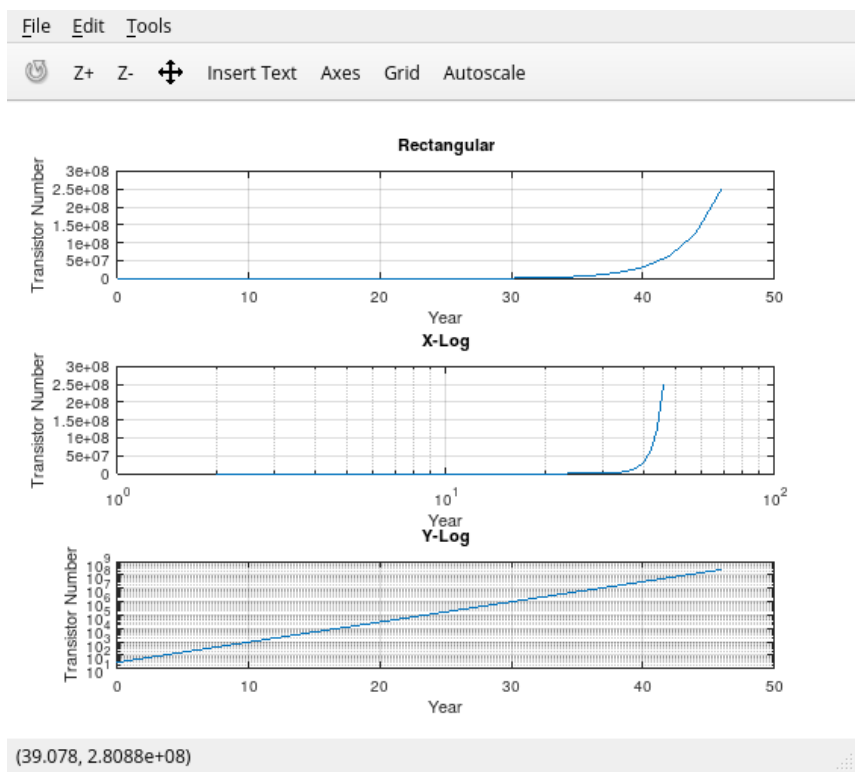 File Edit Tools
Z+ Z- Insert Text Axes Grid Autoscale
Rectangular
Transistor Number
3e+08
2.5e+08
2e+08
1.5e+08
1e+08
5e+07
0
0 10 20 30 40 50
Year
X-Log
Transistor Number
3e+08
2.5e+08
2e+08
1.5e+08
1e+08
5e+07
0
10^0 10^1 10^2
Year
Y-Log
Transistor Number
10^9
10^8
10^7
10^6
10^5
10^4
10^3
10^2
10^1
10
0 10 20 30 40 50
Year
(39.078, 2.8088e+08)